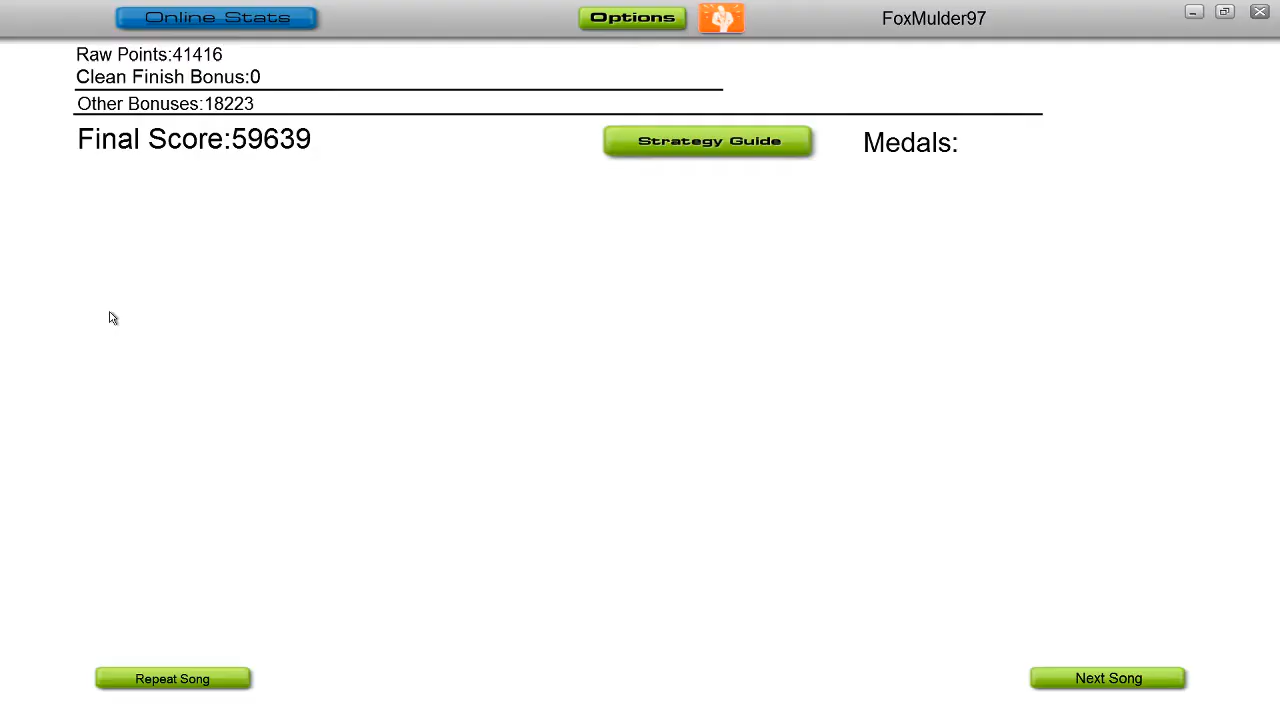 Online Stats
Options
FoxMulder97
Raw Points:41416
Clean Finish Bonus:0
Other Bonuses:18223
Final Score:59639
Strategy Guide
Medals:
Repeat Song
Next Song